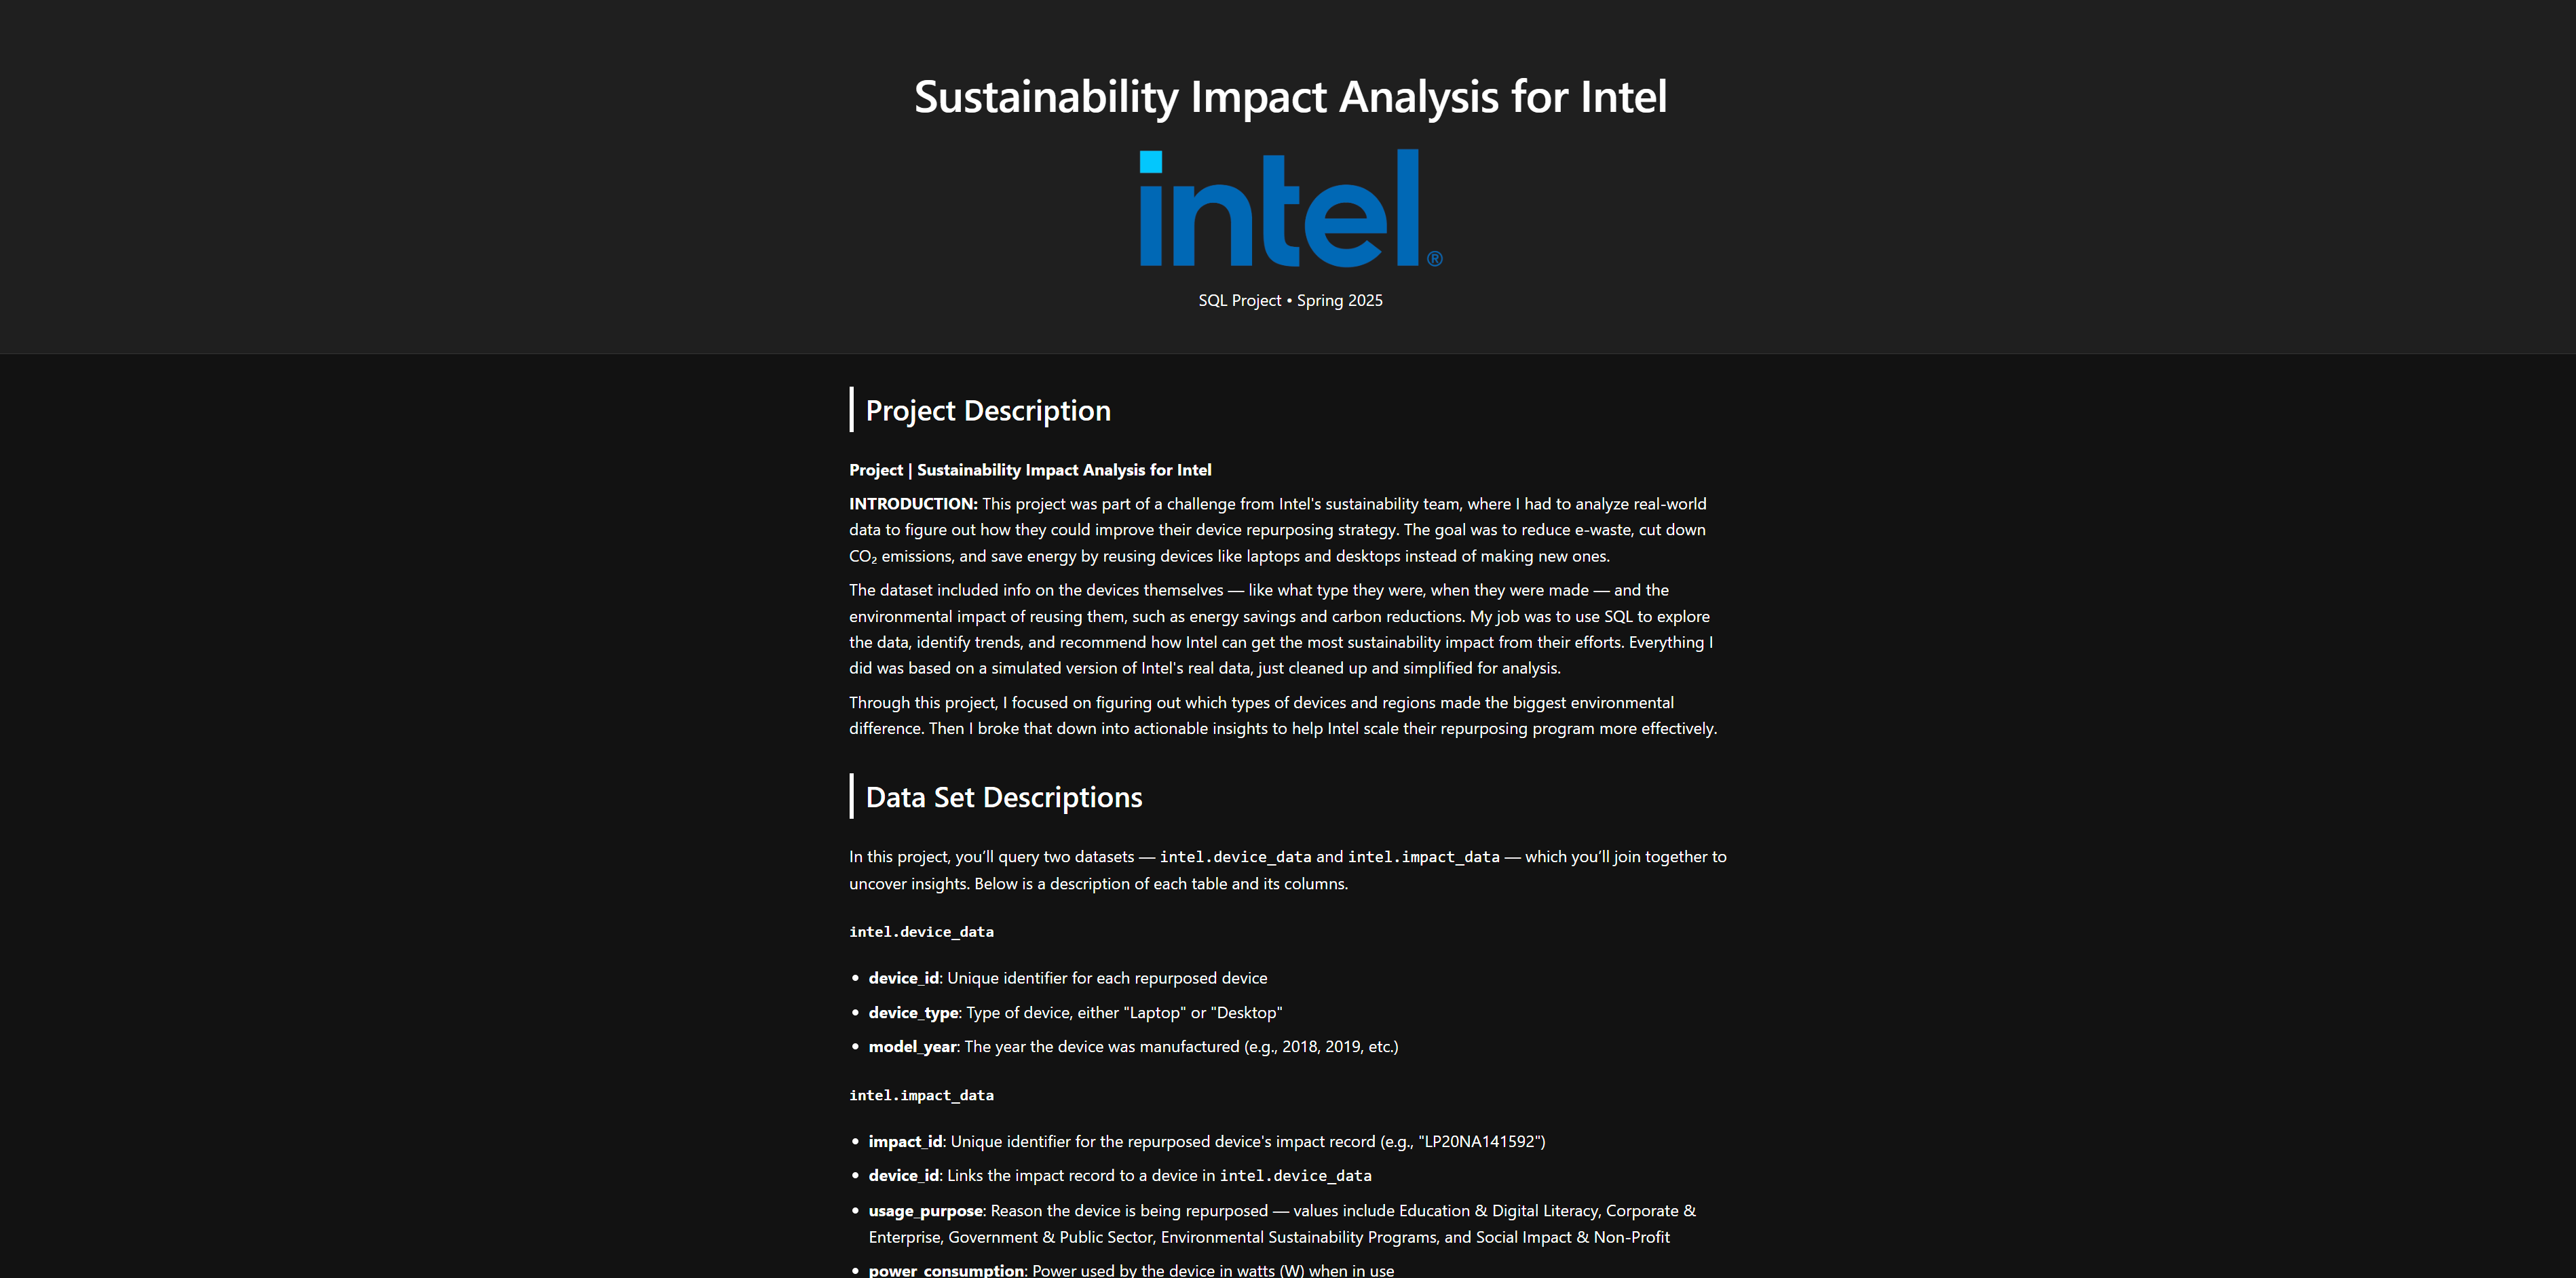 Sustainability Impact Analysis for Intel
intel®
SQL Project • Spring 2025
Project Description
Project | Sustainability Impact Analysis for Intel
INTRODUCTION: This project was part of a challenge from Intel's sustainability team, where I had to analyze real-world
data to figure out how they could improve their device repurposing strategy. The goal was to reduce e-waste, cut down
CO₂ emissions, and save energy by reusing devices like laptops and desktops instead of making new ones.
The dataset included info on the devices themselves — like what type they were, when they were made — and the
environmental impact of reusing them, such as energy savings and carbon reductions. My job was to use SQL to explore
the data, identify trends, and recommend how Intel can get the most sustainability impact from their efforts. Everything I
did was based on a simulated version of Intel's real data, just cleaned up and simplified for analysis.
Through this project, I focused on figuring out which types of devices and regions made the biggest environmental
difference. Then I broke that down into actionable insights to help Intel scale their repurposing program more effectively.
Data Set Descriptions
In this project, you’ll query two datasets — intel.device_data and intel.impact_data — which you’ll join together to
uncover insights. Below is a description of each table and its columns.
intel.device_data
• device_id: Unique identifier for each repurposed device
• device_type: Type of device, either "Laptop" or "Desktop"
• model_year: The year the device was manufactured (e.g., 2018, 2019, etc.)
intel.impact_data
• impact_id: Unique identifier for the repurposed device's impact record (e.g., "LP20NA141592")
• device_id: Links the impact record to a device in intel.device_data
• usage_purpose: Reason the device is being repurposed — values include Education & Digital Literacy, Corporate &
Enterprise, Government & Public Sector, Environmental Sustainability Programs, and Social Impact & Non-Profit
• power_consumption: Power used by the device in watts (W) when in use